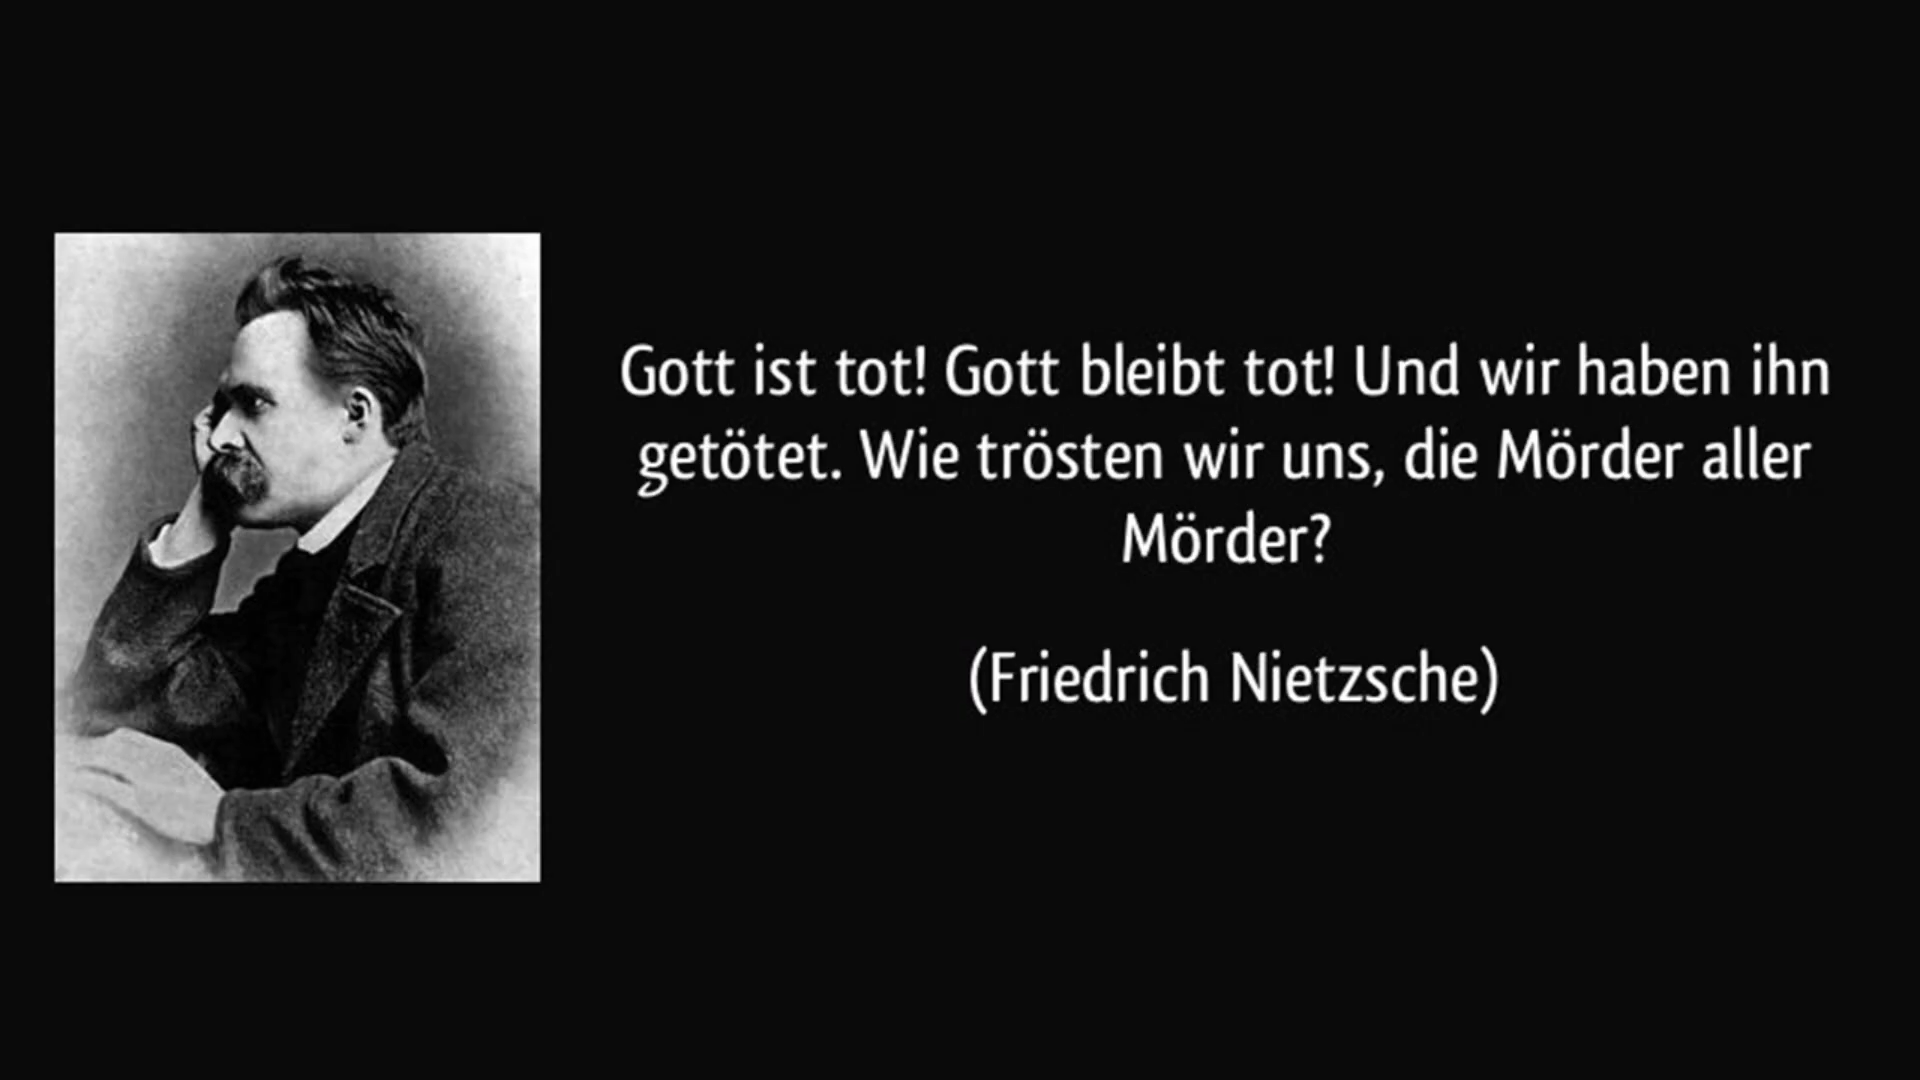 Gott ist tot! Gott bleibt tot! Und wir haben ihn
getötet. Wie trösten wir uns, die Mörder aller
Mörder?
(Friedrich Nietzsche)